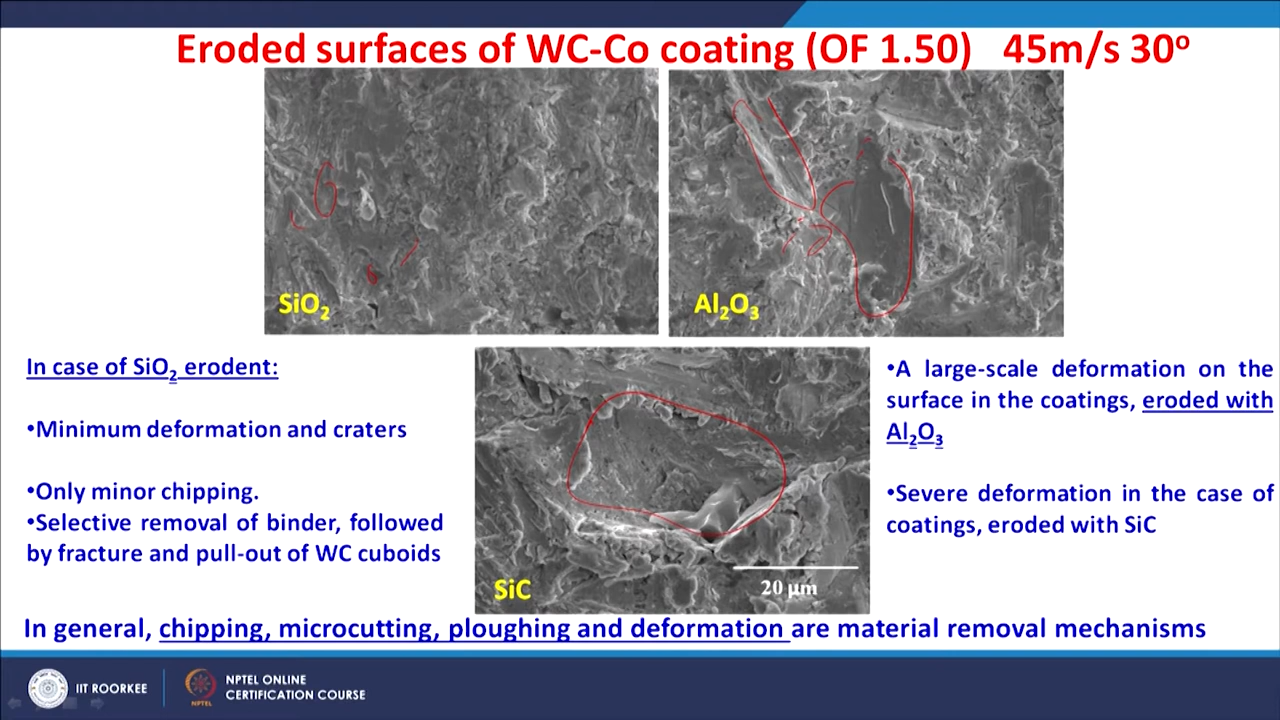 Eroded surfaces of WC-Co coating (OF 1.50) 45m/s 30º
SiO₂
Al₂O₃
In case of SiO₂ erodent:
•Minimum deformation and craters
•Only minor chipping.
•Selective removal of binder, followed
by fracture and pull-out of WC cuboids
SiC
20 µm
•A large-scale deformation on the
surface in the coatings, eroded with
Al₂O₃
•Severe deformation in the case of
coatings, eroded with SiC
In general, chipping, microcutting, ploughing and deformation are material removal mechanisms
IIT ROORKEE
NPTEL
NPTEL ONLINE
CERTIFICATION COURSE